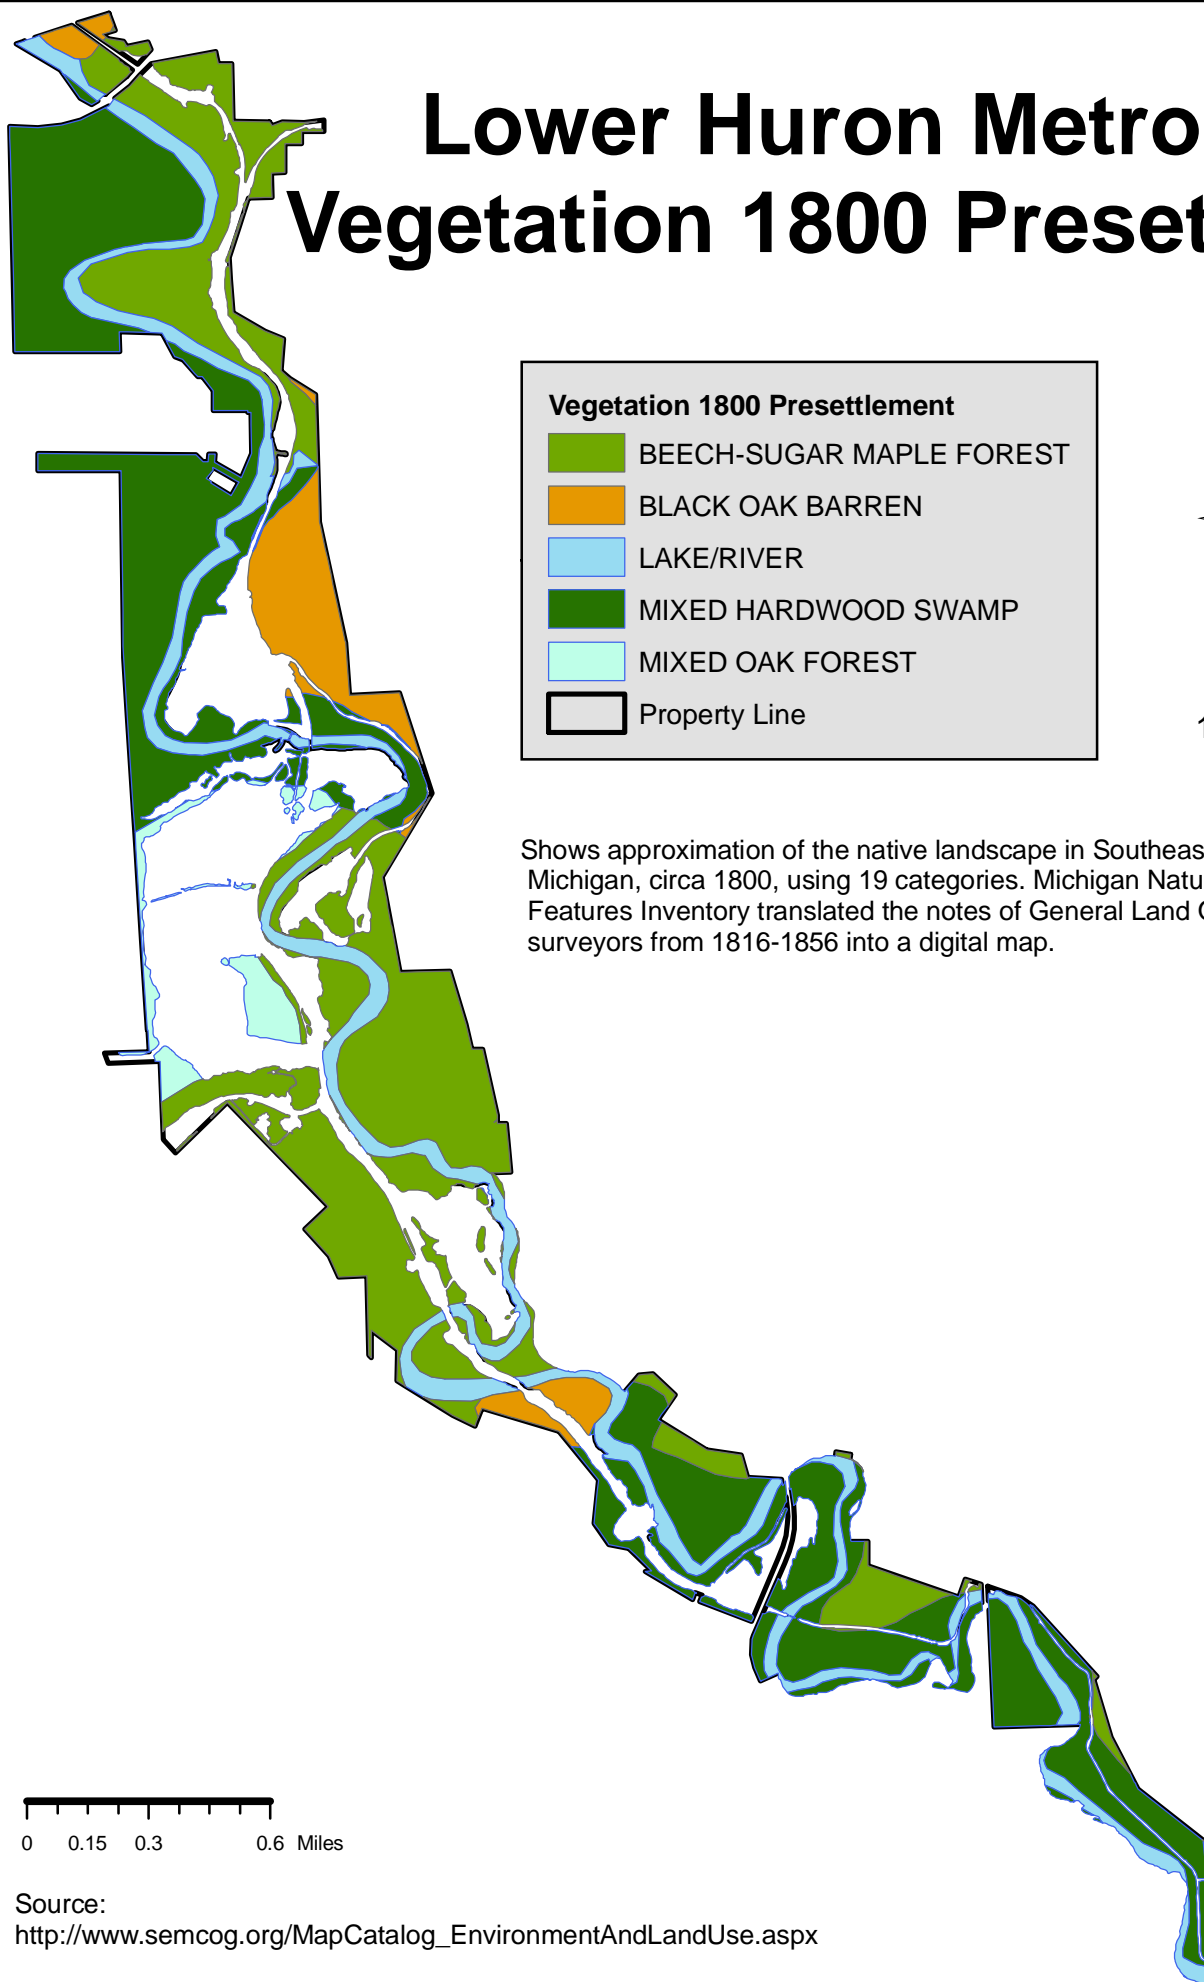 Lower Huron Metro
Vegetation 1800 Preset
Vegetation 1800 Presettlement
BEECH-SUGAR MAPLE FOREST
BLACK OAK BARREN
LAKE/RIVER
MIXED HARDWOOD SWAMP
MIXED OAK FOREST
Property Line
Shows approximation of the native landscape in Southeas
Michigan, circa 1800, using 19 categories. Michigan Natu
Features Inventory translated the notes of General Land
surveyors from 1816-1856 into a digital map.
0 0.15 0.3 0.6 Miles
Source:
http://www.semcog.org/MapCatalog_EnvironmentAndLandUse.aspx